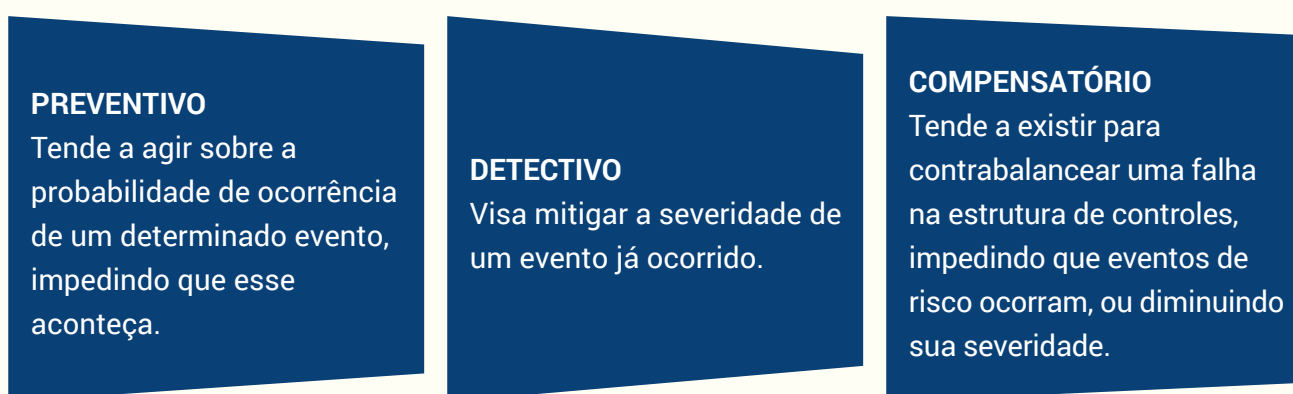 PREVENTIVO
Tende a agir sobre a
probabilidade de ocorrência
de um determinado evento,
impedindo que esse
aconteça.
DETECTIVO
Visa mitigar a severidade de
um evento já ocorrido.
COMPENSATÓRIO
Tende a existir para
contrabalancear uma falha
na estrutura de controles,
impedindo que eventos de
risco ocorram, ou diminuindo
sua severidade.